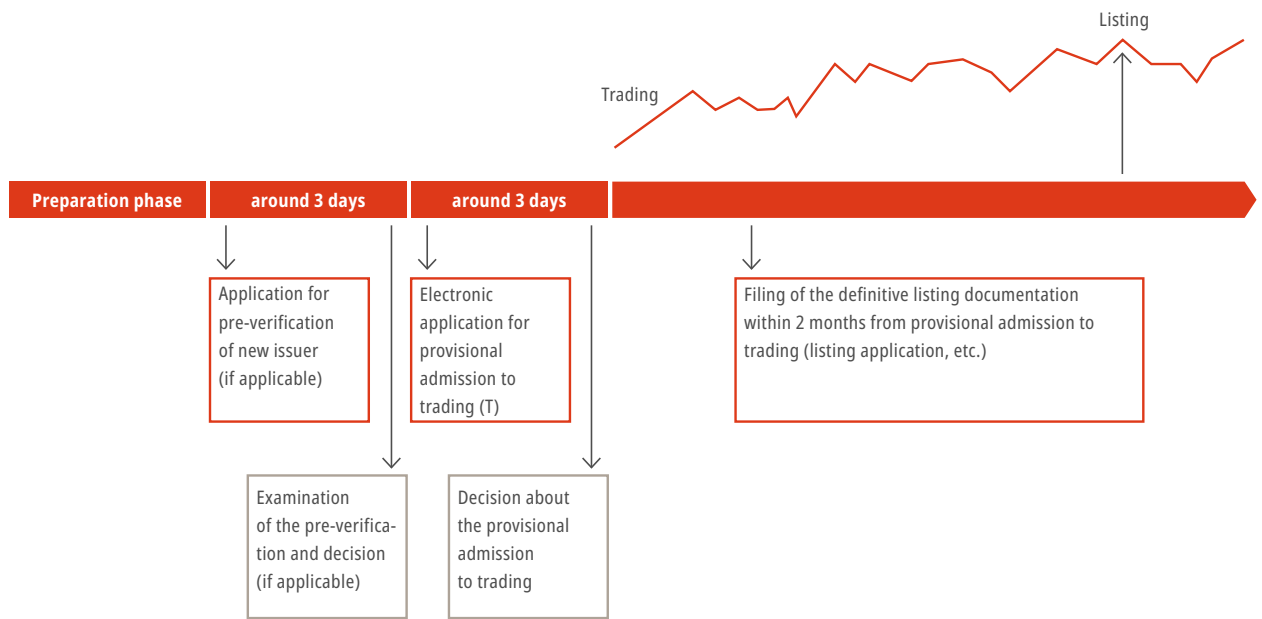 Listing
Trading
Preparation phase
around 3 days
around 3 days
Application for
pre-verification
of new issuer
(if applicable)
Electronic
application for
provisional
admission to
trading (T)
Filing of the definitive listing documentation
within 2 months from provisional admission to
trading (listing application, etc.)
Examination
of the pre-verifica-
tion and decision
(if applicable)
Decision about
the provisional
admission
to trading